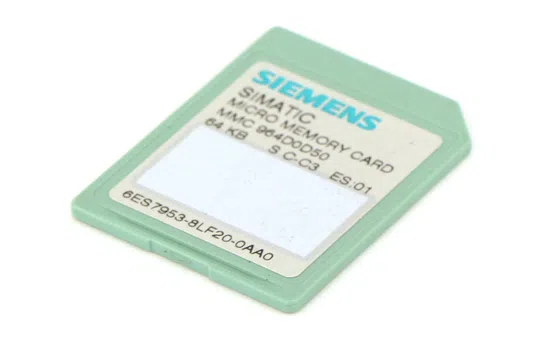 SIEMENS
SIMATIC
MICRO MEMORY CARD
MMC 964D0D50
64 KB S C-C3 ES:01
6ES7953-8LF20-0AA0